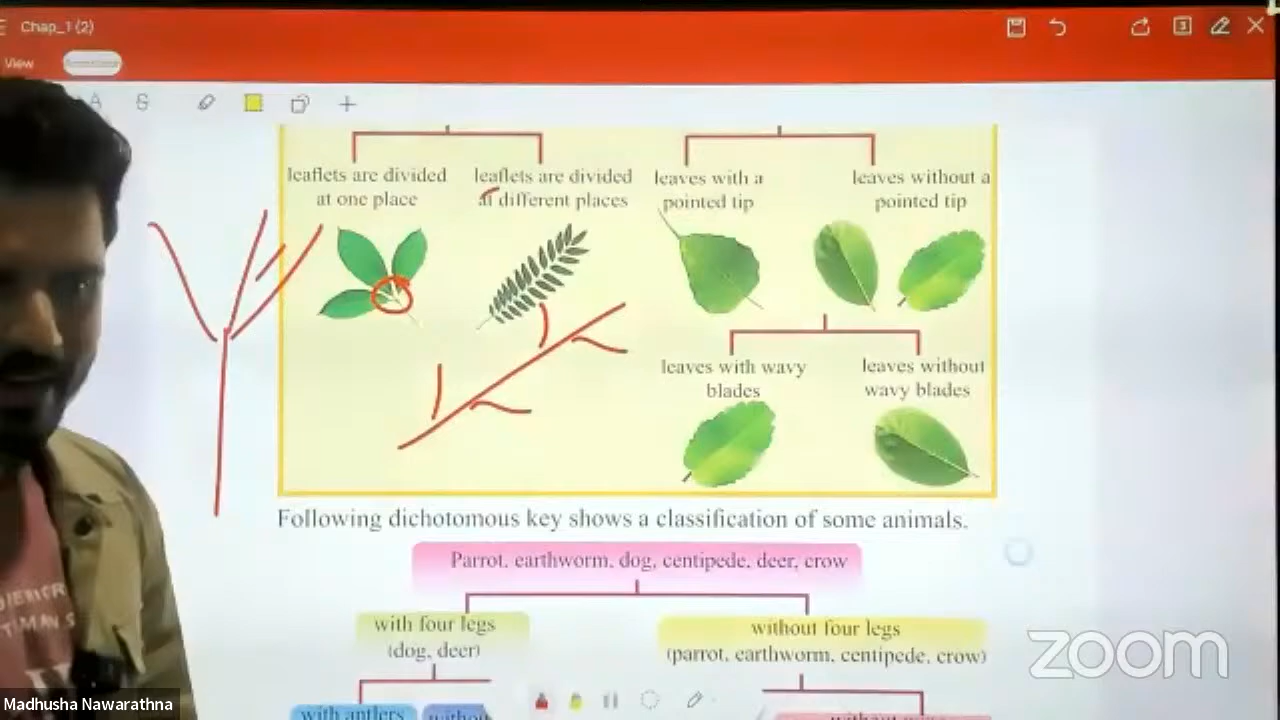 Chap_1 (2)
View
leaflets are divided
at one place
leaflets are divided
at different places
leaves with a
pointed tip
leaves without a
pointed tip
leaves with wavy
blades
leaves without
wavy blades
Following dichotomous key shows a classification of some animals.
Parrot, earthworm, dog, centipede, deer, crow
with four legs
(dog, deer)
without four legs
(parrot, earthworm, centipede, crow)
with antlers
zoom
Madhusha Nawarathna